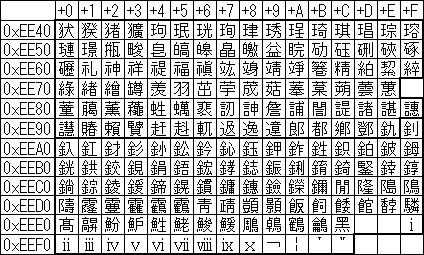 +0 +1 +2 +3 +4 +5 +6 +7 +8 +9 +A +B +C +D +E +F
0xEE40 犾 猤 猪 獷 玽 珉 珖 珣 珒 琇 珵 琦 琪 琩 琮 瑢
0xEE50 璉 璟 甁 畯 皂 皜 皞 皛 皦 益 睆 劯 砡 硎 硤 硺
0xEE60 礰 礼 神 祥 禔 福 禛 竑 竧 靖 竫 箞 精 絈 絜 綷
0xEE70 綠 緖 繒 罇 羡 羽 茁 荢 荿 菇 菶 葈 蒴 蕓 蕙
0xEE80 蕫 﨟 薰 蘒 﨡 蠇 裵 訒 訷 詹 誧 誾 諟 諸 諶 譓
0xEE90 譿 賰 賴 贒 赶 﨣 軏 﨤 逸 遧 郞 都 鄕 鄧 釚 釗
0xEEA0 釞 釭 釮 釤 釥 鈆 鈐 鈊 鈺 鉀 鈼 鉎 鉙 鉑 鈹 鉧
0xEEB0 銧 鉷 鉸 鋧 鋗 鋙 鋐 﨧 鋕 鋠 鋓 錥 錡 鋻 﨨 錞
0xEEC0 鋿 錝 錂 鍰 鍗 鎤 鏆 鏞 鏸 鐱 鑅 鑈 閒 隆 﨩 隝
0xEED0 隯 霳 霻 靃 靍 靏 靑 靕 顗 顥 飯 飼 餧 館 馞 驎
0xEEE0 髙 髜 魵 魲 鮏 鮱 鮻 鰀 鵰 鵫 鶴 鸙 黑 ⅰ
0xEEF0 ⅱ ⅲ ⅳ ⅴ ⅵ ⅶ ⅷ ⅸ ⅹ ￢ ￤ ＇ ＂